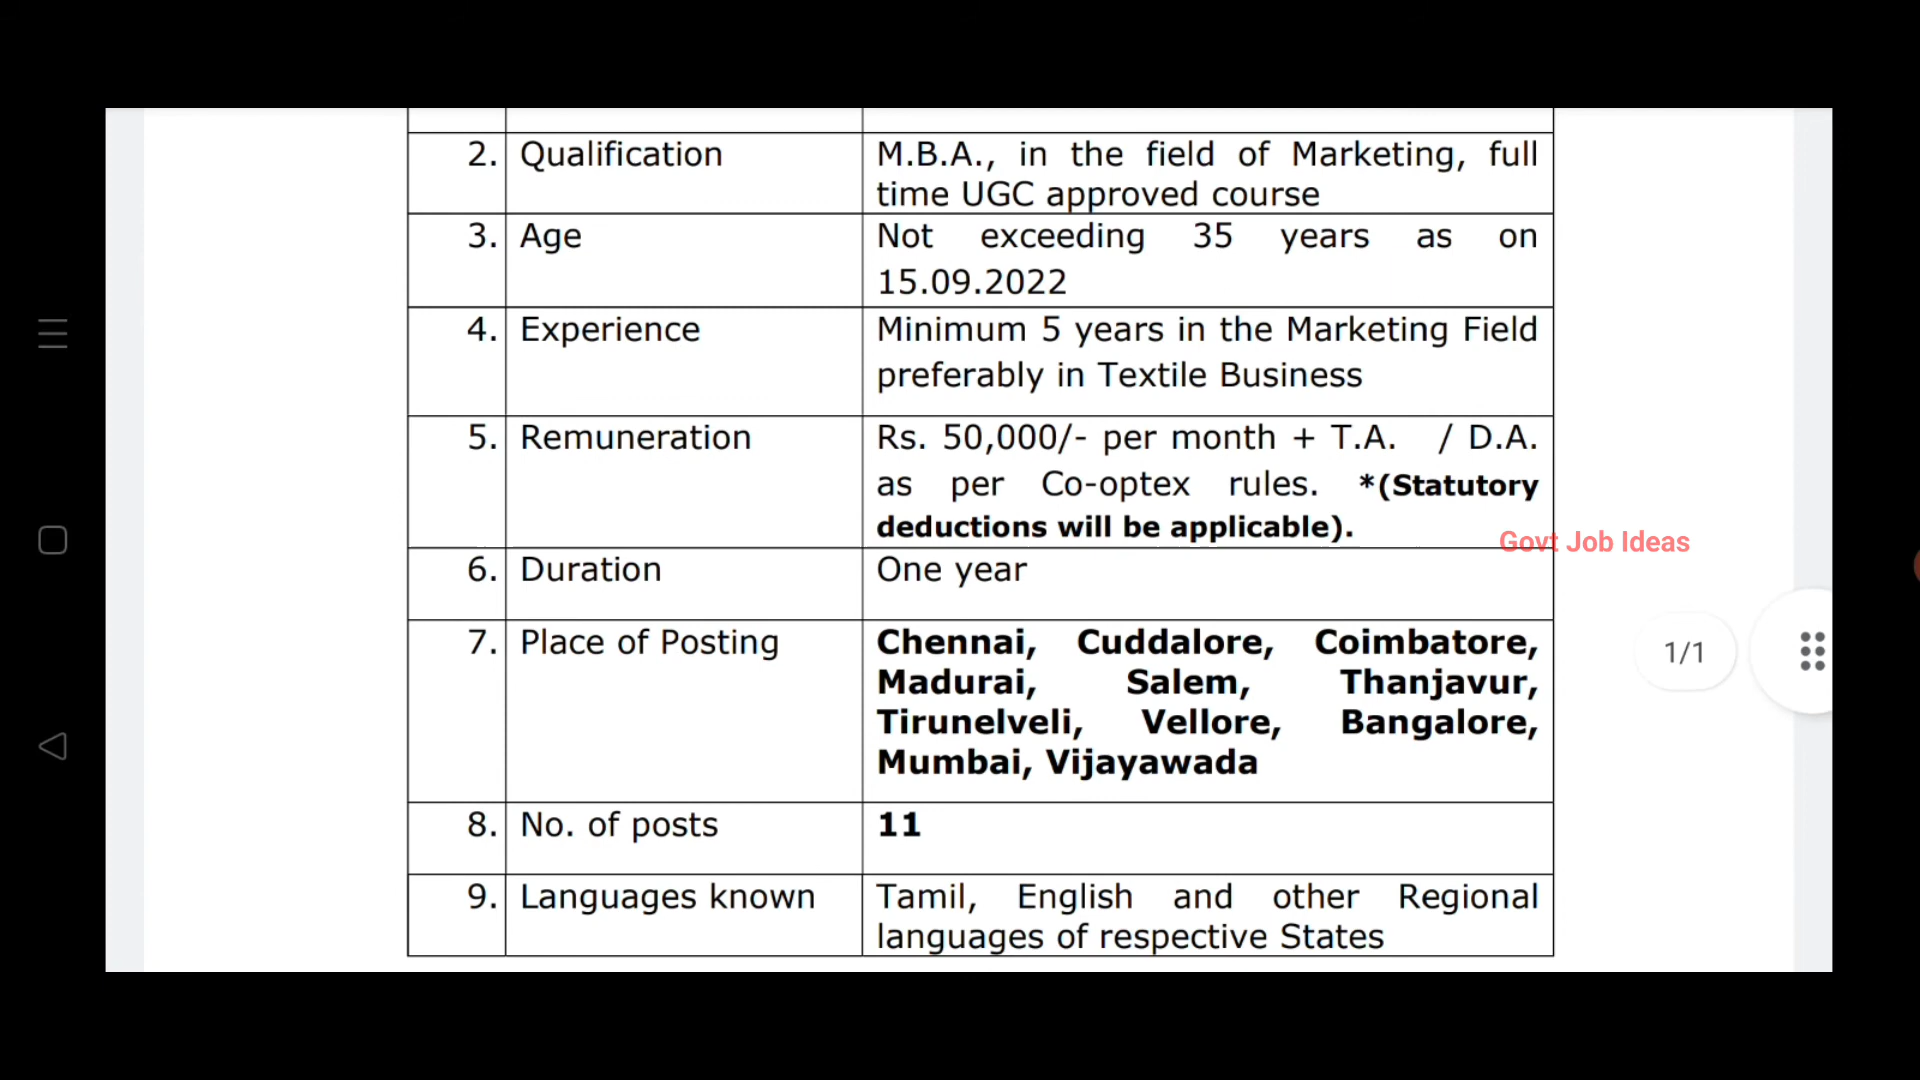 2. Qualification M.B.A., in the field of Marketing, full
time UGC approved course
3. Age Not exceeding 35 years as on
15.09.2022
4. Experience Minimum 5 years in the Marketing Field
preferably in Textile Business
5. Remuneration Rs. 50,000/- per month + T.A. / D.A.
as per Co-optex rules. *(Statutory
deductions will be applicable).
Govt Job Ideas
6. Duration One year
7. Place of Posting Chennai, Cuddalore, Coimbatore,
Madurai, Salem, Thanjavur,
Tirunelveli, Vellore, Bangalore,
Mumbai, Vijayawada
1/1
8. No. of posts 11
9. Languages known Tamil, English and other Regional
languages of respective States